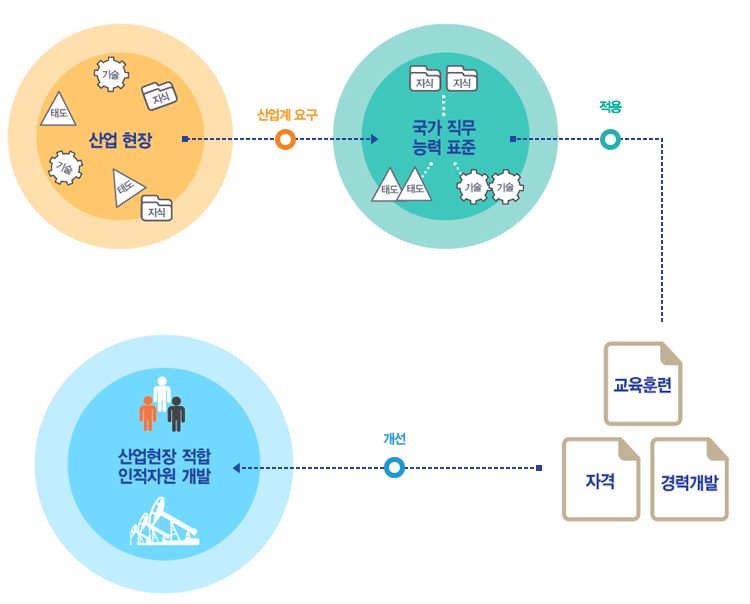 기술
지식
태도
산업 현장
기술
태도
지식
산업계 요구
지식
지식
국가 직무
능력 표준
태도
태도
기술
기술
적용
교육훈련
자격
경력개발
개선
산업현장 적합
인적자원 개발